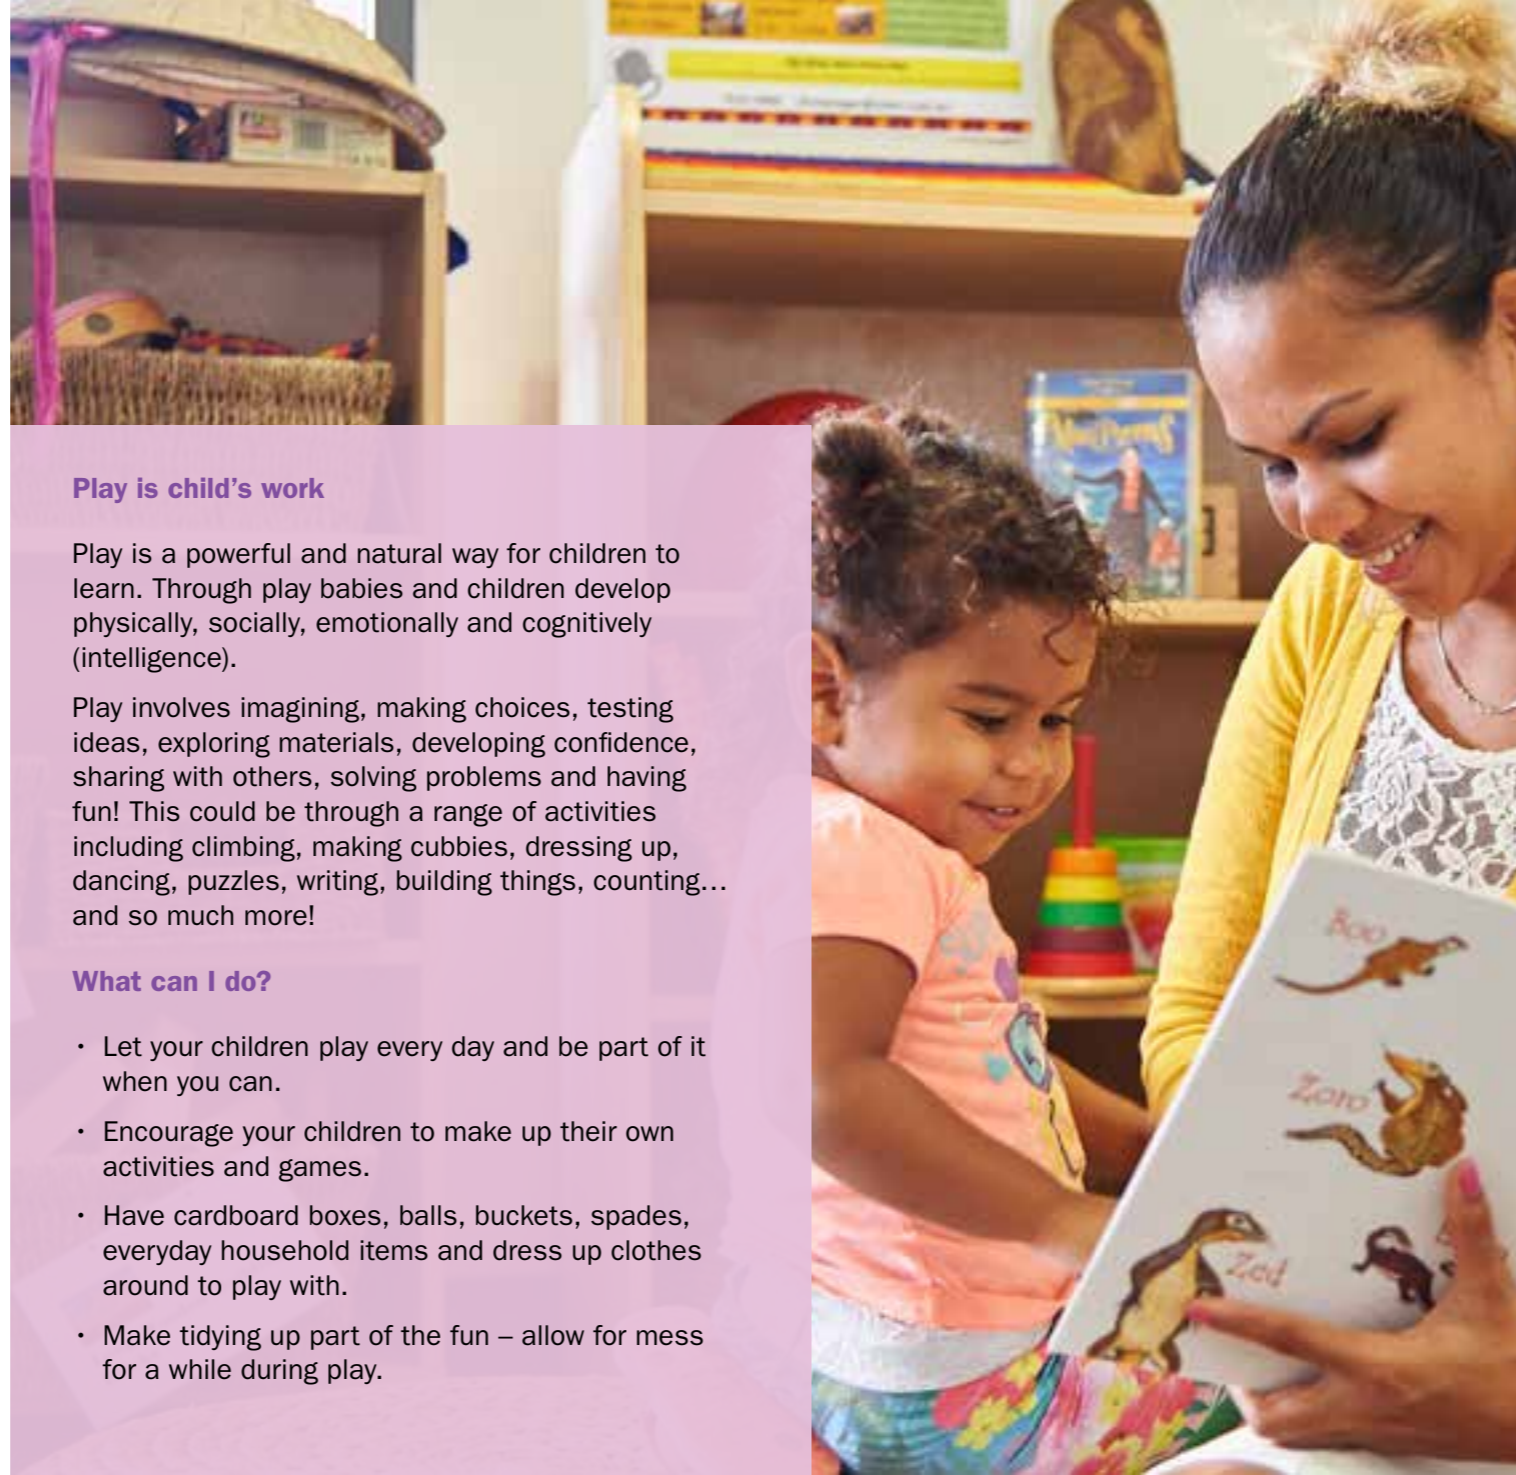 Play is child's work
Play is a powerful and natural way for children to
learn. Through play babies and children develop
physically, socially, emotionally and cognitively
(intelligence).
Play involves imagining, making choices, testing
ideas, exploring materials, developing confidence,
sharing with others, solving problems and having
fun! This could be through a range of activities
including climbing, making cubbies, dressing up,
dancing, puzzles, writing, building things, counting…
and so much more!
What can I do?
• Let your children play every day and be part of it
when you can.
• Encourage your children to make up their own
activities and games.
• Have cardboard boxes, balls, buckets, spades,
everyday household items and dress up clothes
around to play with.
• Make tidying up part of the fun – allow for mess
for a while during play.
Boo
Zoro
Zed